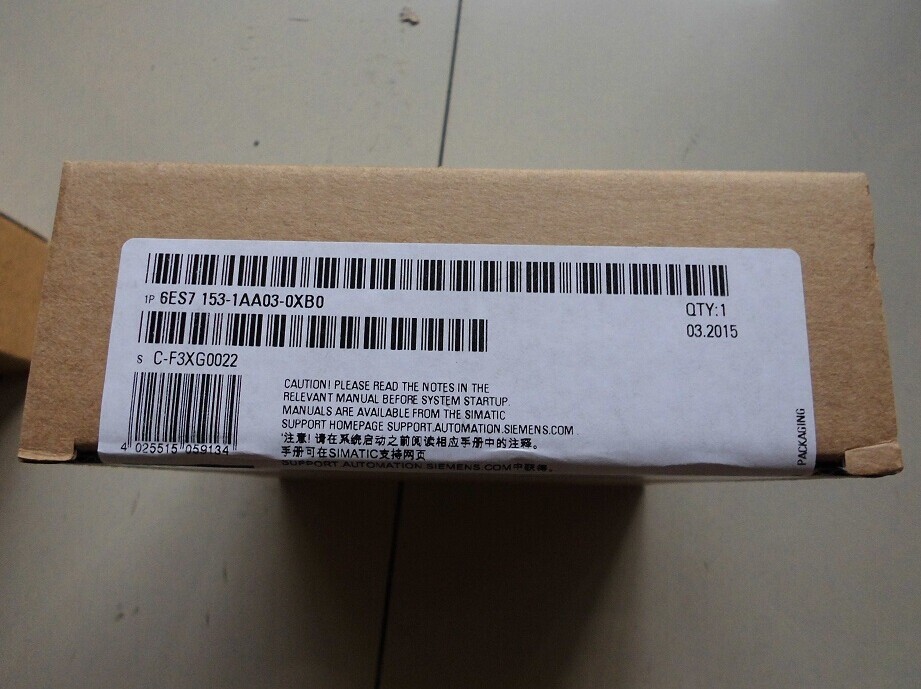 1P 6ES7 153-1AA03-0XB0
QTY:1
03.2015
S C-F3XG0022
CAUTION! PLEASE READ THE NOTES IN THE
RELEVANT MANUAL BEFORE SYSTEM STARTUP.
MANUALS ARE AVAILABLE FROM THE SIMATIC
SUPPORT HOMEPAGE SUPPORT.AUTOMATION.SIEMENS.COM.
注意! 请在系统启动之前阅读相应手册中的注释。
手册可在SIMATIC支持网页
SUPPORT.AUTOMATION.SIEMENS.COM中获得。
4 025515 059134
PACKAGING